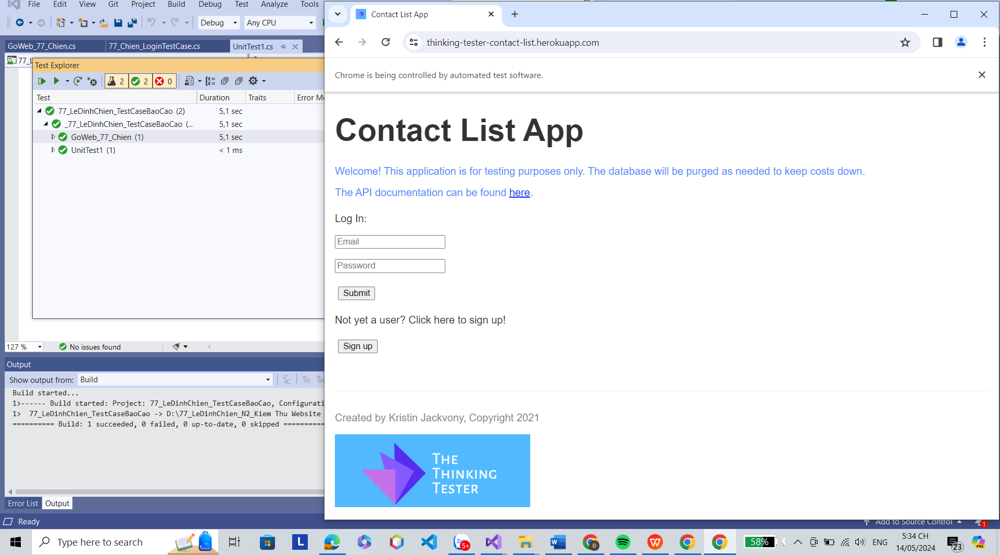 File Edit View Git Project Build Debug Test Analyze Tools
Debug Any CPU
GoWeb_77_Chien.cs 77_Chien_LoginTestCase.cs UnitTest1.cs
Test Explorer
2 2 0
Test Duration Traits
77_LeDinhChien_TestCaseBaoCao (2) 5,1 sec
_77_LeDinhChien_TestCaseBaoCao (... 5,1 sec
GoWeb_77_Chien (1) 5,1 sec
UnitTest1 (1) < 1 ms
127 % No issues found
Output
Show output from: Build
Build started...
1>------ Build started: Project: 77_LeDinhChien_TestCaseBaoCao, Configurati
1> 77_LeDinhChien_TestCaseBaoCao -> D:\77_LeDinhChien_N2_Kiem Thu Website
========== Build: 1 succeeded, 0 failed, 0 up-to-date, 0 skipped ===========
Error List Output
Ready
Contact List App
thinking-tester-contact-list.herokuapp.com
Chrome is being controlled by automated test software.
Contact List App
Welcome! This application is for testing purposes only. The database will be purged as needed to keep costs down.
The API documentation can be found here.
Log In:
Email
Password
Submit
Not yet a user? Click here to sign up!
Sign up
Created by Kristin Jackvony, Copyright 2021
THE
THINKING
TESTER
Add to Source Control 1
Type here to search
5+
58%
ENG
5:34 CH
14/05/2024
23
PRE